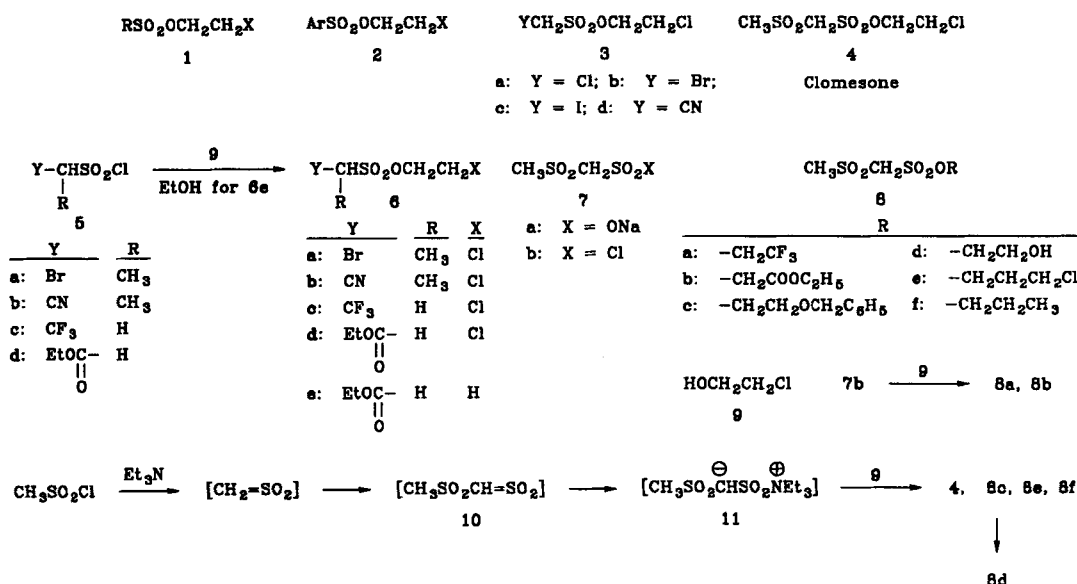 RSO₂OCH₂CH₂X ArSO₂OCH₂CH₂X YCH₂SO₂OCH₂CH₂Cl CH₃SO₂CH₂SO₂OCH₂CH₂Cl
1 2 3 4
a: Y = Cl; b: Y = Br; Clomesone
c: Y = I; d: Y = CN
Y–CHSO₂Cl 9 Y–CHSO₂OCH₂CH₂X CH₃SO₂CH₂SO₂X CH₃SO₂CH₂SO₂OR
EtOH for 6e
R R
5 6 7 8
Y R Y R X a: X = ONa R
a: Br CH₃ a: Br CH₃ Cl b: X = Cl a: –CH₂CF₃ d: –CH₂CH₂OH
b: CN CH₃ b: CN CH₃ Cl b: –CH₂COOC₂H₅ e: –CH₂CH₂CH₂Cl
c: CF₃ H c: CF₃ H Cl c: –CH₂CH₂OCH₂C₆H₅ f: –CH₂CH₂CH₃
d: EtOC– H d: EtOC– H Cl
O O
e: EtOC– H H HOCH₂CH₂Cl 7b 9 8a, 8b
O 9
CH₃SO₂Cl Et₃N [CH₂=SO₂] [CH₃SO₂CH=SO₂] [CH₃SO₂C⊖HSO₂N⊕Et₃] 9 4, 8c, 8e, 8f
10 11
8d